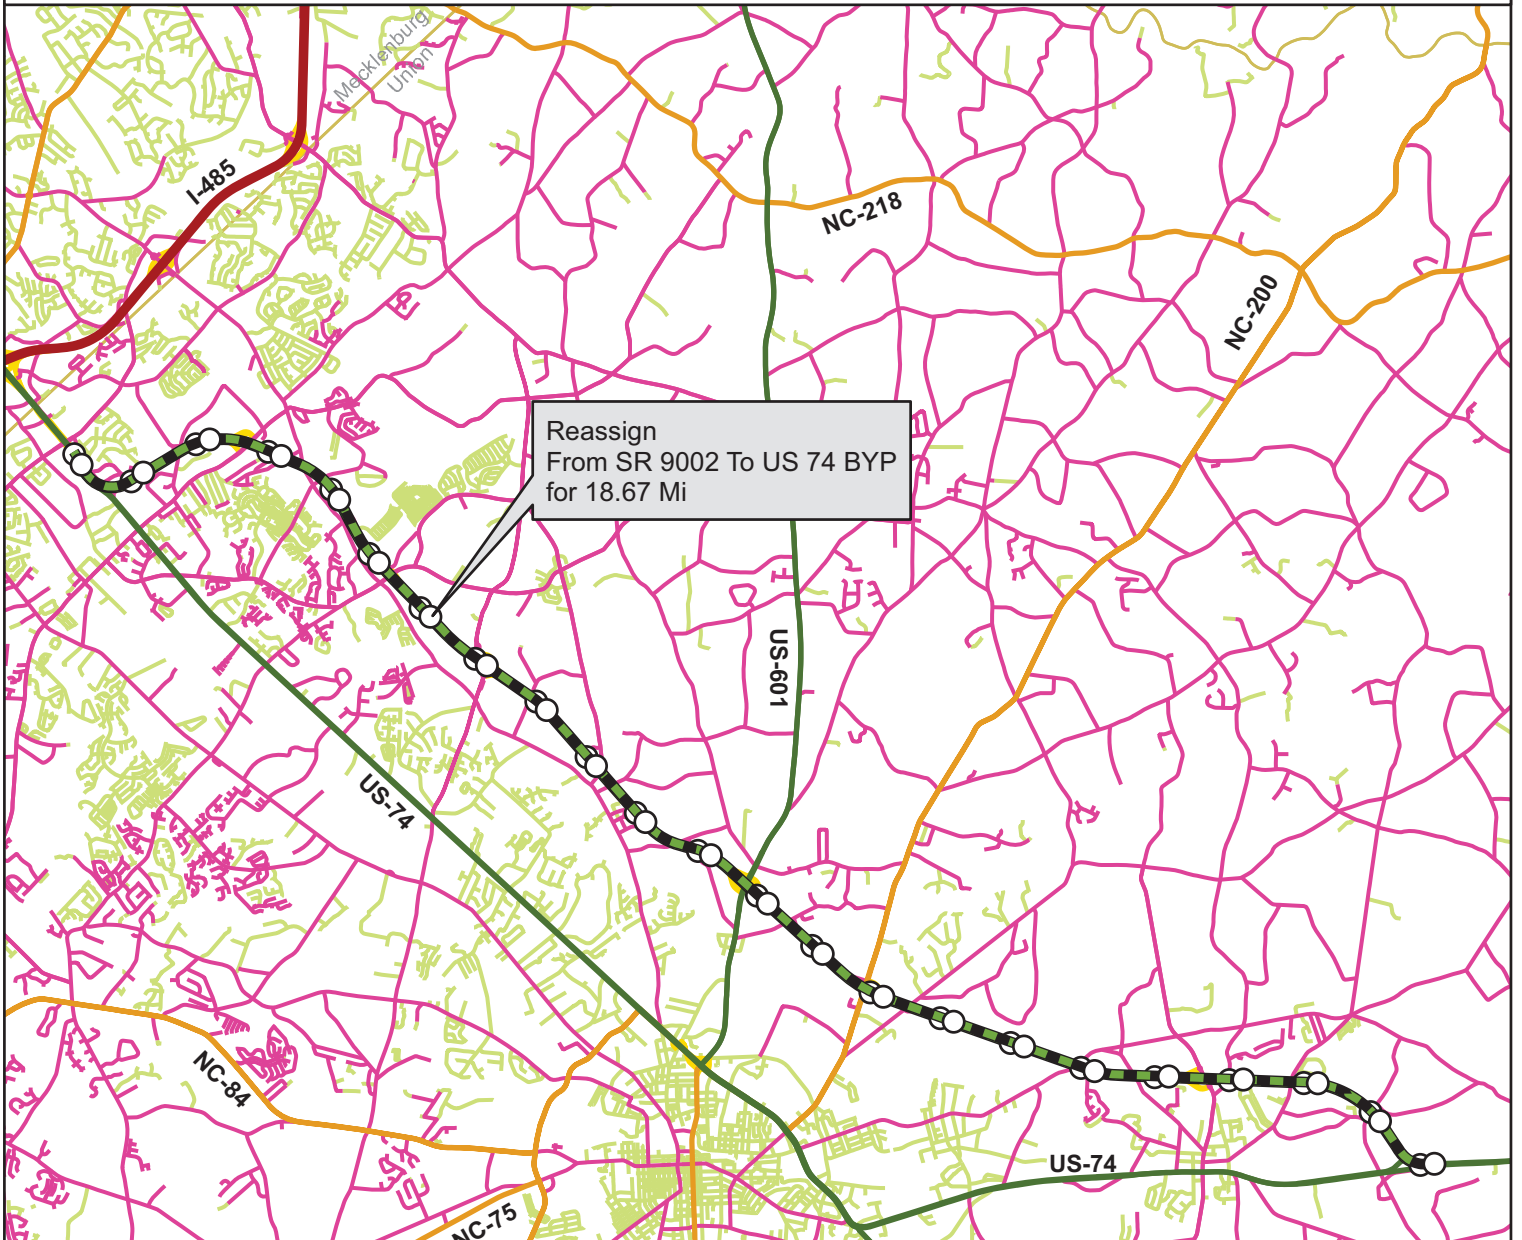 Mecklenburg
Union
I-485
NC-218
NC-200
Reassign
From SR 9002 To US 74 BYP
for 18.67 Mi
US-601
US-74
NC-84
US-74
NC-75